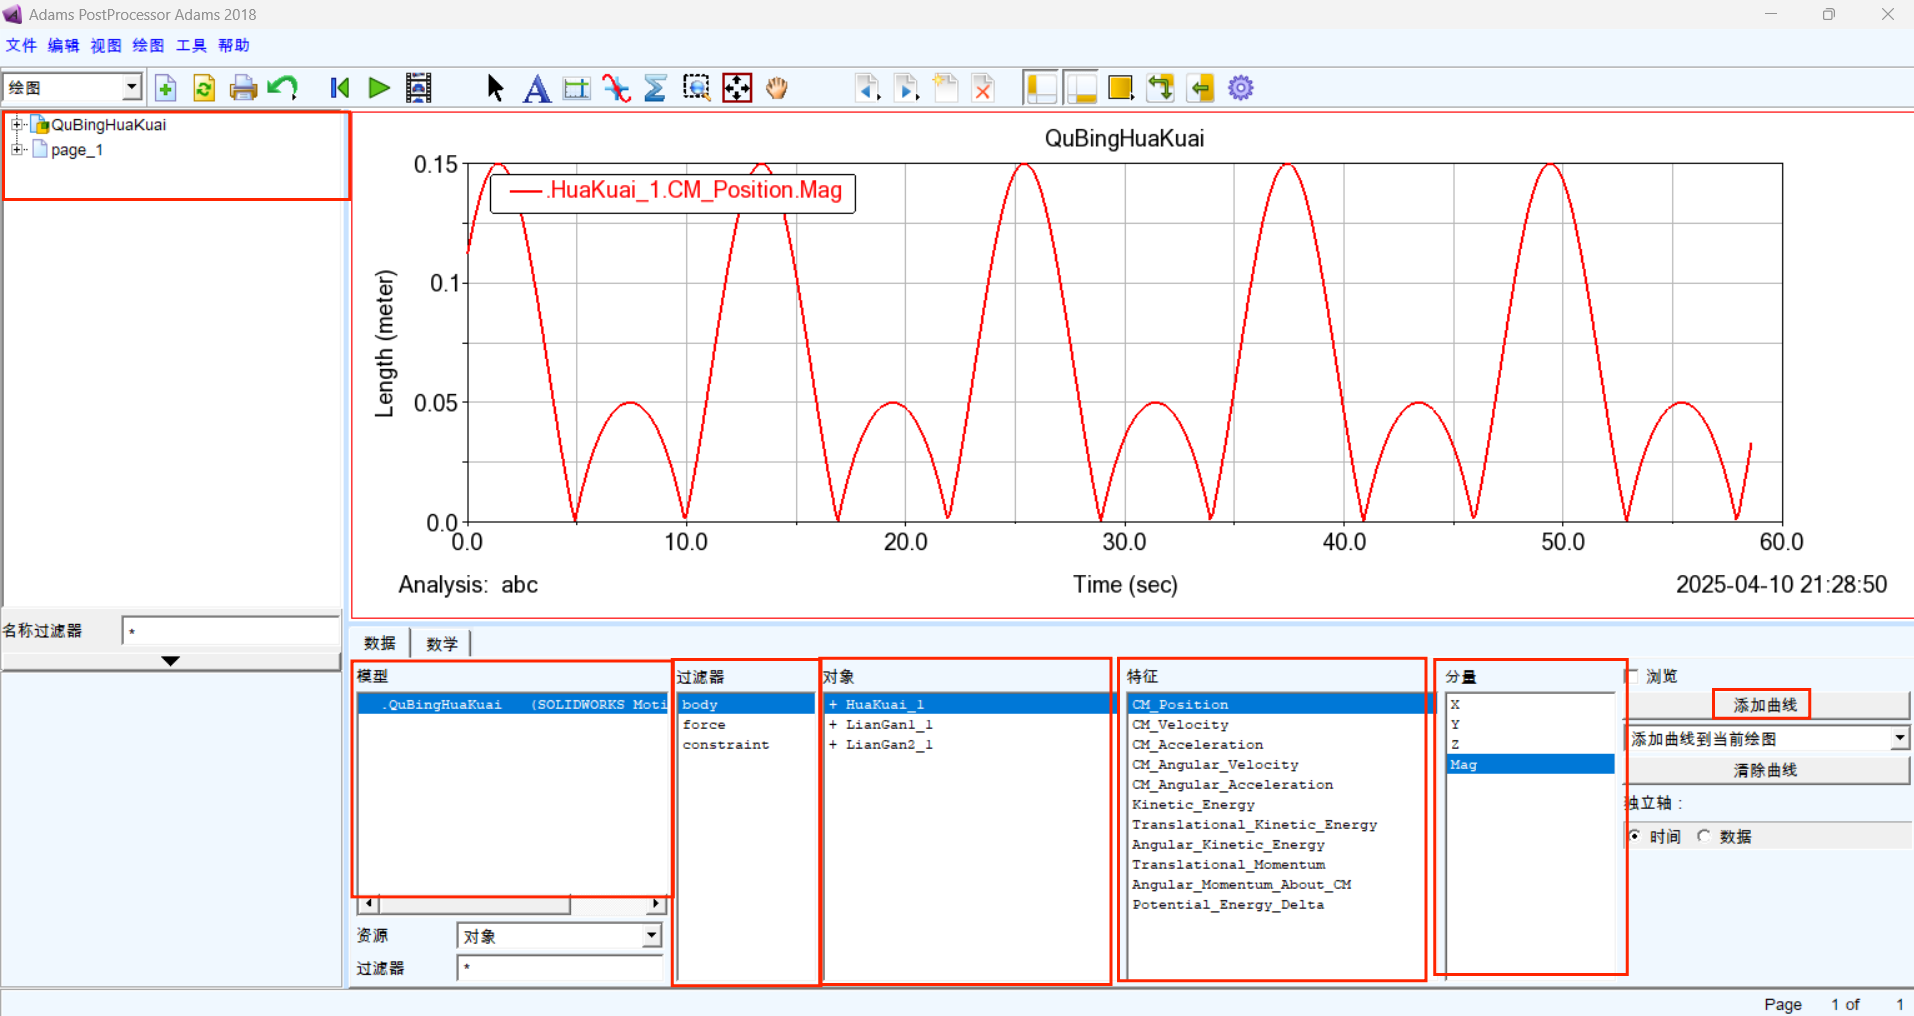 Adams PostProcessor Adams 2018
文件 编辑 视图 绘图 工具 帮助
绘图
QuBingHuaKuai
page_1
QuBingHuaKuai
.HuaKuai_1.CM_Position.Mag
Length (meter)
0.15
0.1
0.05
0.0
0.0 10.0 20.0 30.0 40.0 50.0 60.0
Analysis: abc Time (sec) 2025-04-10 21:28:50
名称过滤器 *
数据 数学
模型
.QuBingHuaKuai (SOLIDWORKS Moti
资源 对象
过滤器 *
过滤器
body
force
constraint
对象
+ HuaKuai_1
+ LianGan1_1
+ LianGan2_1
特征
CM_Position
CM_Velocity
CM_Acceleration
CM_Angular_Velocity
CM_Angular_Acceleration
Kinetic_Energy
Translational_Kinetic_Energy
Angular_Kinetic_Energy
Translational_Momentum
Angular_Momentum_About_CM
Potential_Energy_Delta
分量
X
Y
Z
Mag
浏览
添加曲线
添加曲线到当前绘图
清除曲线
独立轴：
时间 数据
Page 1 of 1